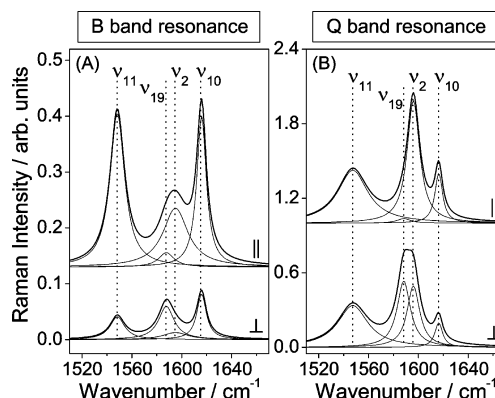 B band resonance
Q band resonance
(A)
ν11
ν19
ν2
ν10
(B)
ν11
ν19
ν2
ν10
Raman Intensity / arb. units
0.5
0.4
0.3
0.2
0.1
0.0
||
⊥
2.4
1.8
1.2
0.6
0.0
||
⊥
1520 1560 1600 1640
1520 1560 1600 1640
Wavenumber / cm-1
Wavenumber / cm-1